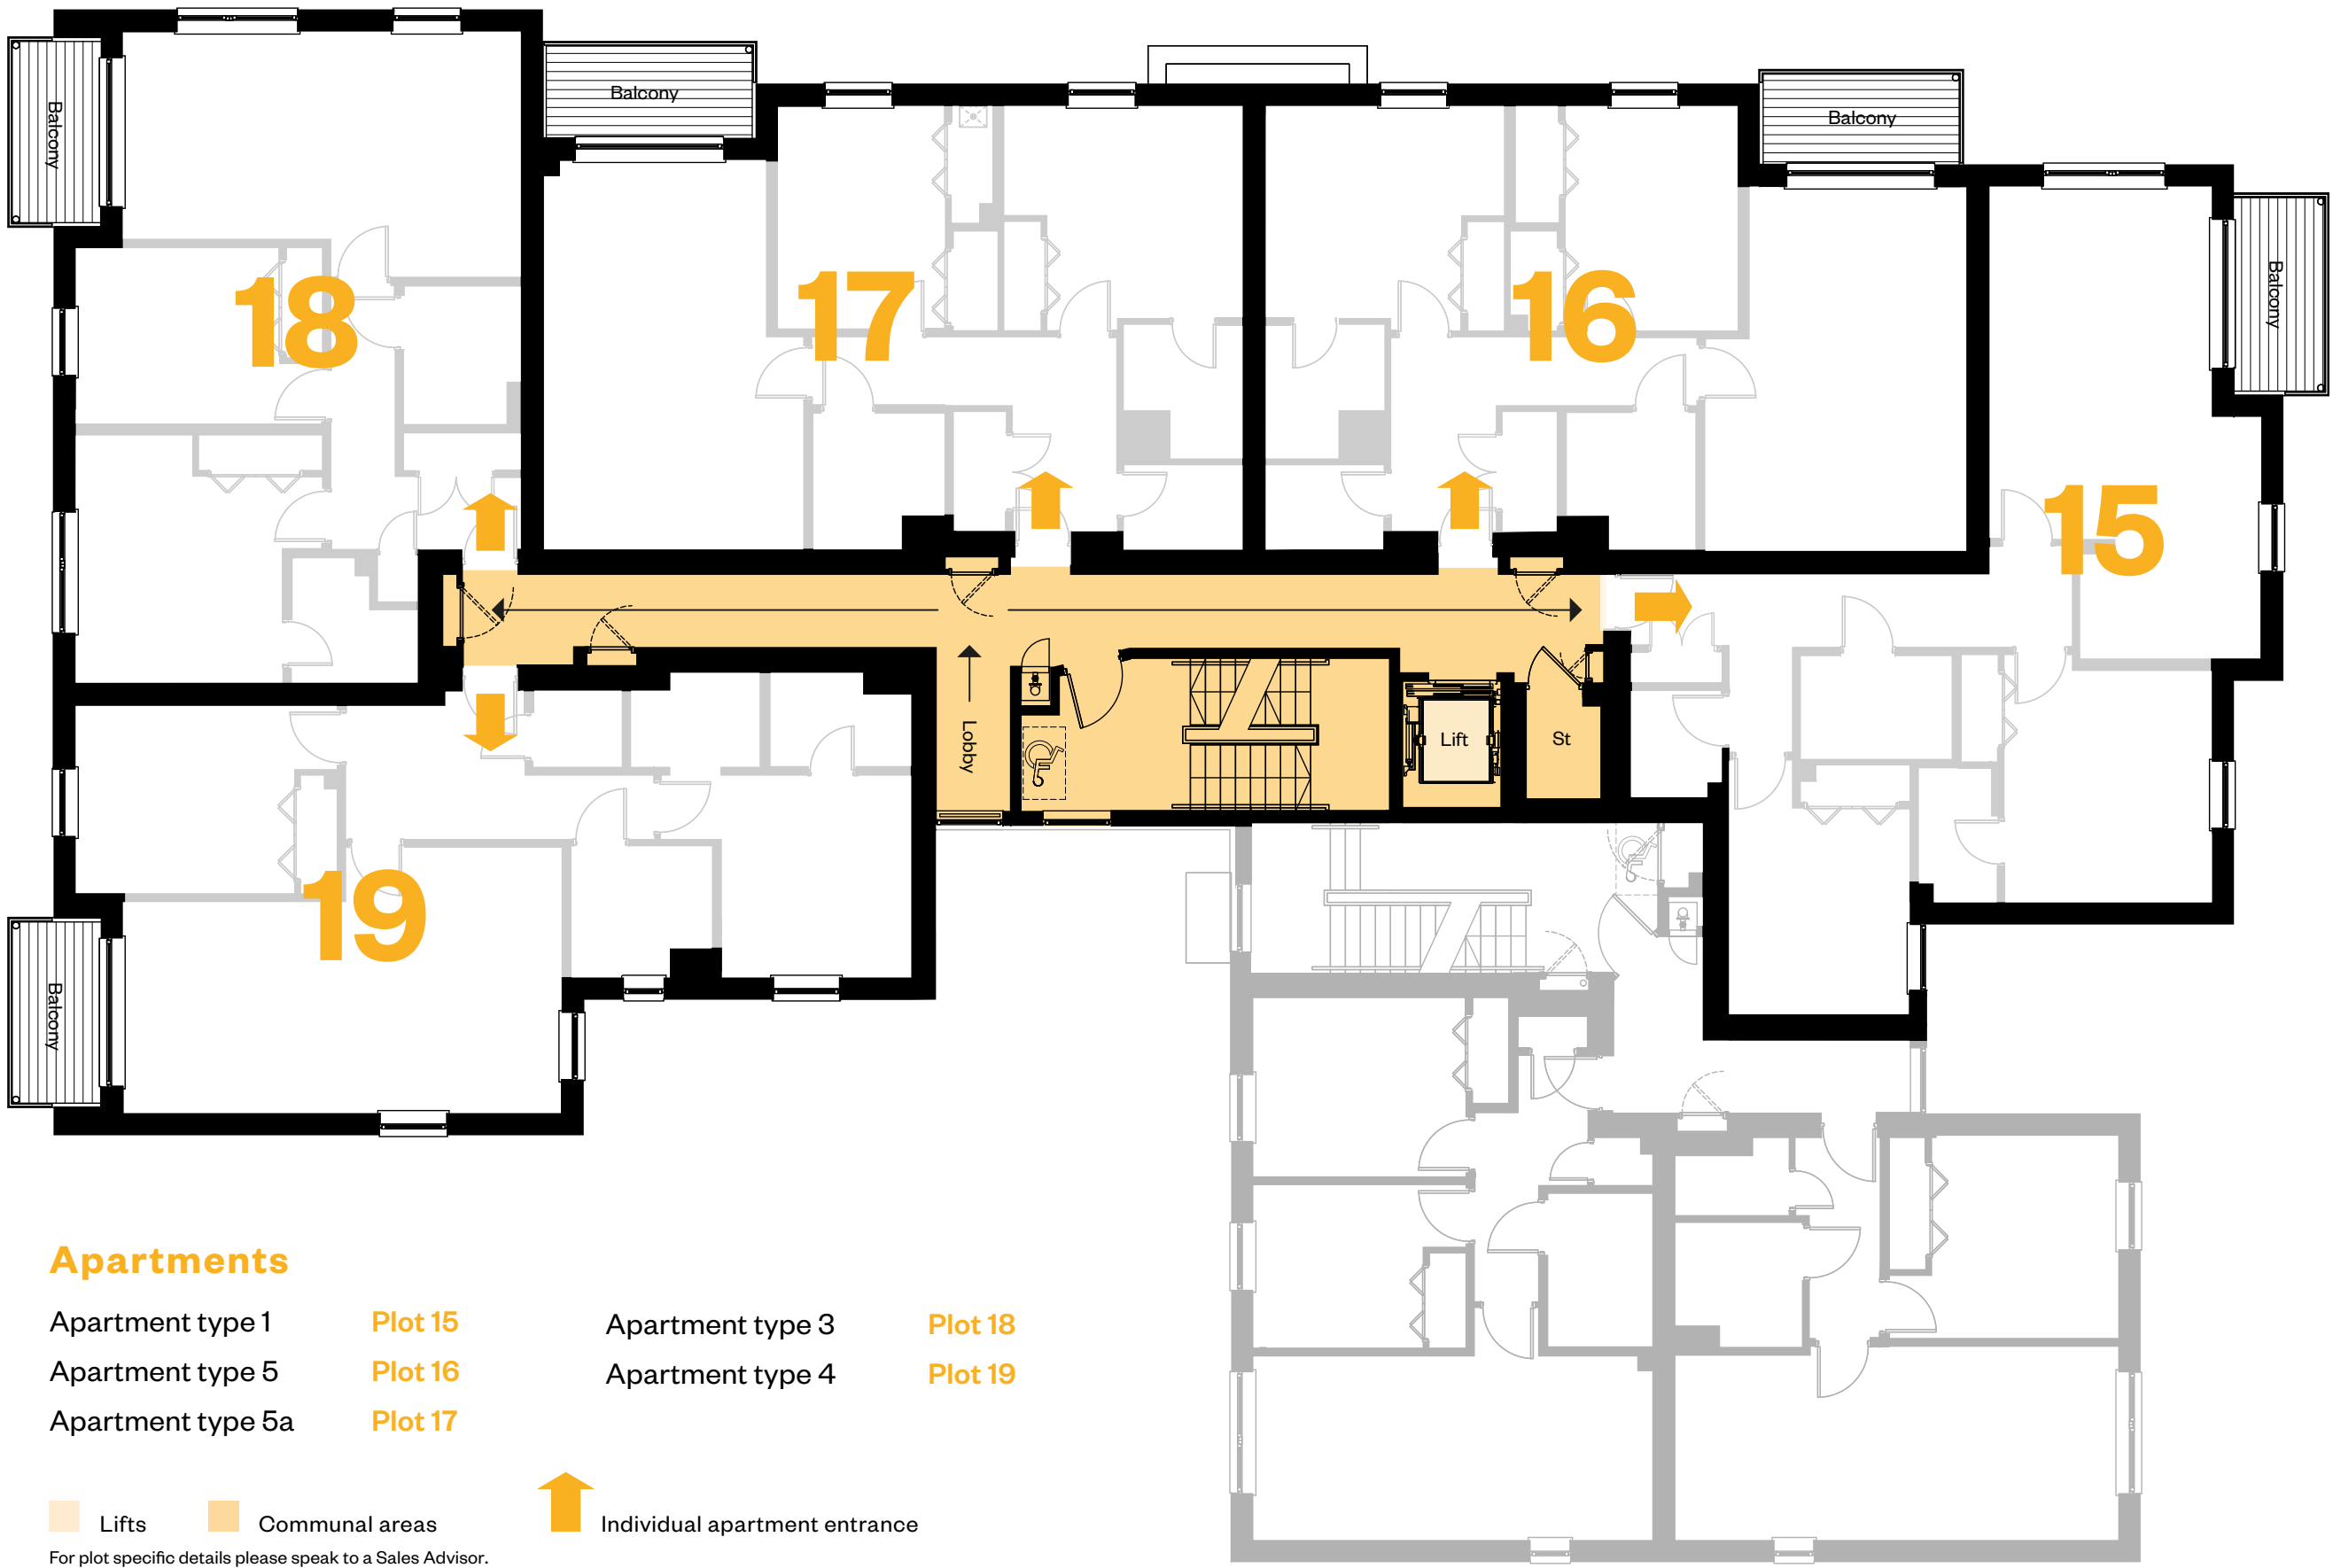 Balcony
Balcony
Balcony
Balcony
18
17
16
15
Lobby
Lift
St
19
Balcony
Apartments
Apartment type 1 Plot 15
Apartment type 5 Plot 16
Apartment type 5a Plot 17
Apartment type 3 Plot 18
Apartment type 4 Plot 19
Lifts
Communal areas
Individual apartment entrance
For plot specific details please speak to a Sales Advisor.